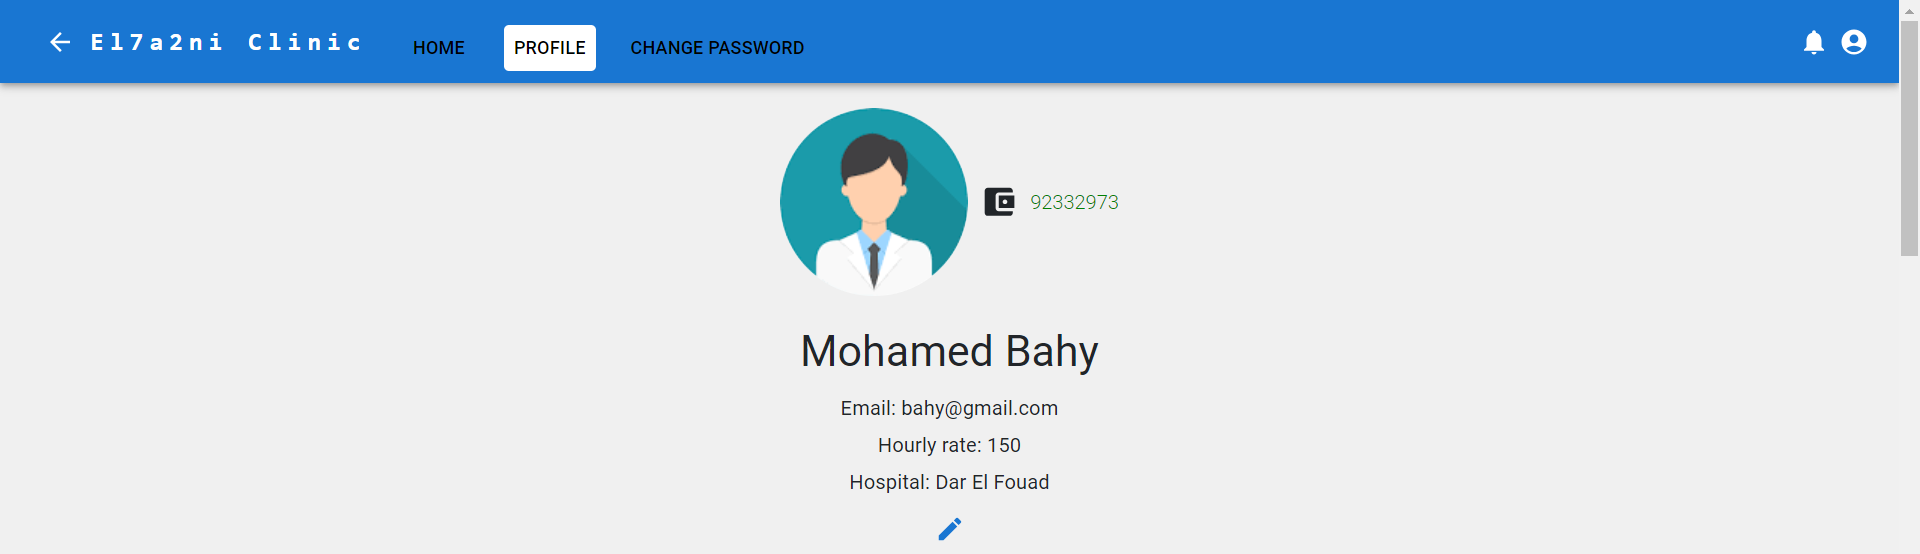 El7a2ni Clinic HOME PROFILE CHANGE PASSWORD
92332973
Mohamed Bahy
Email: bahy@gmail.com
Hourly rate: 150
Hospital: Dar El Fouad